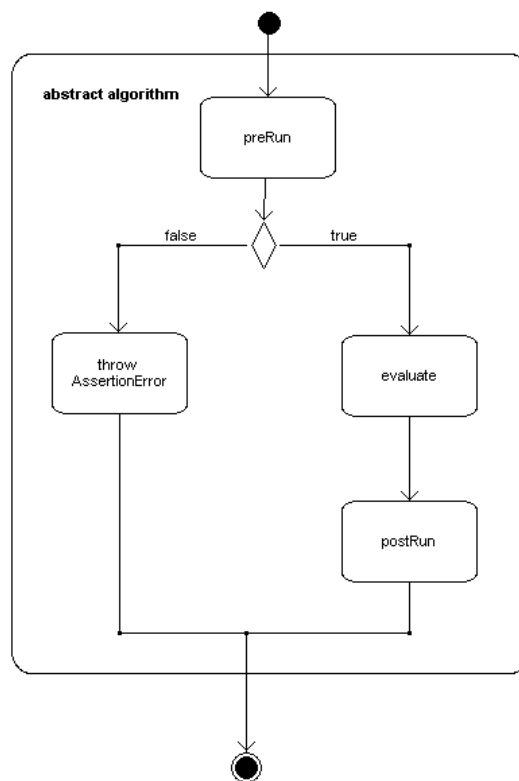 abstract algorithm
preRun
false
true
throw
AssertionError
evaluate
postRun